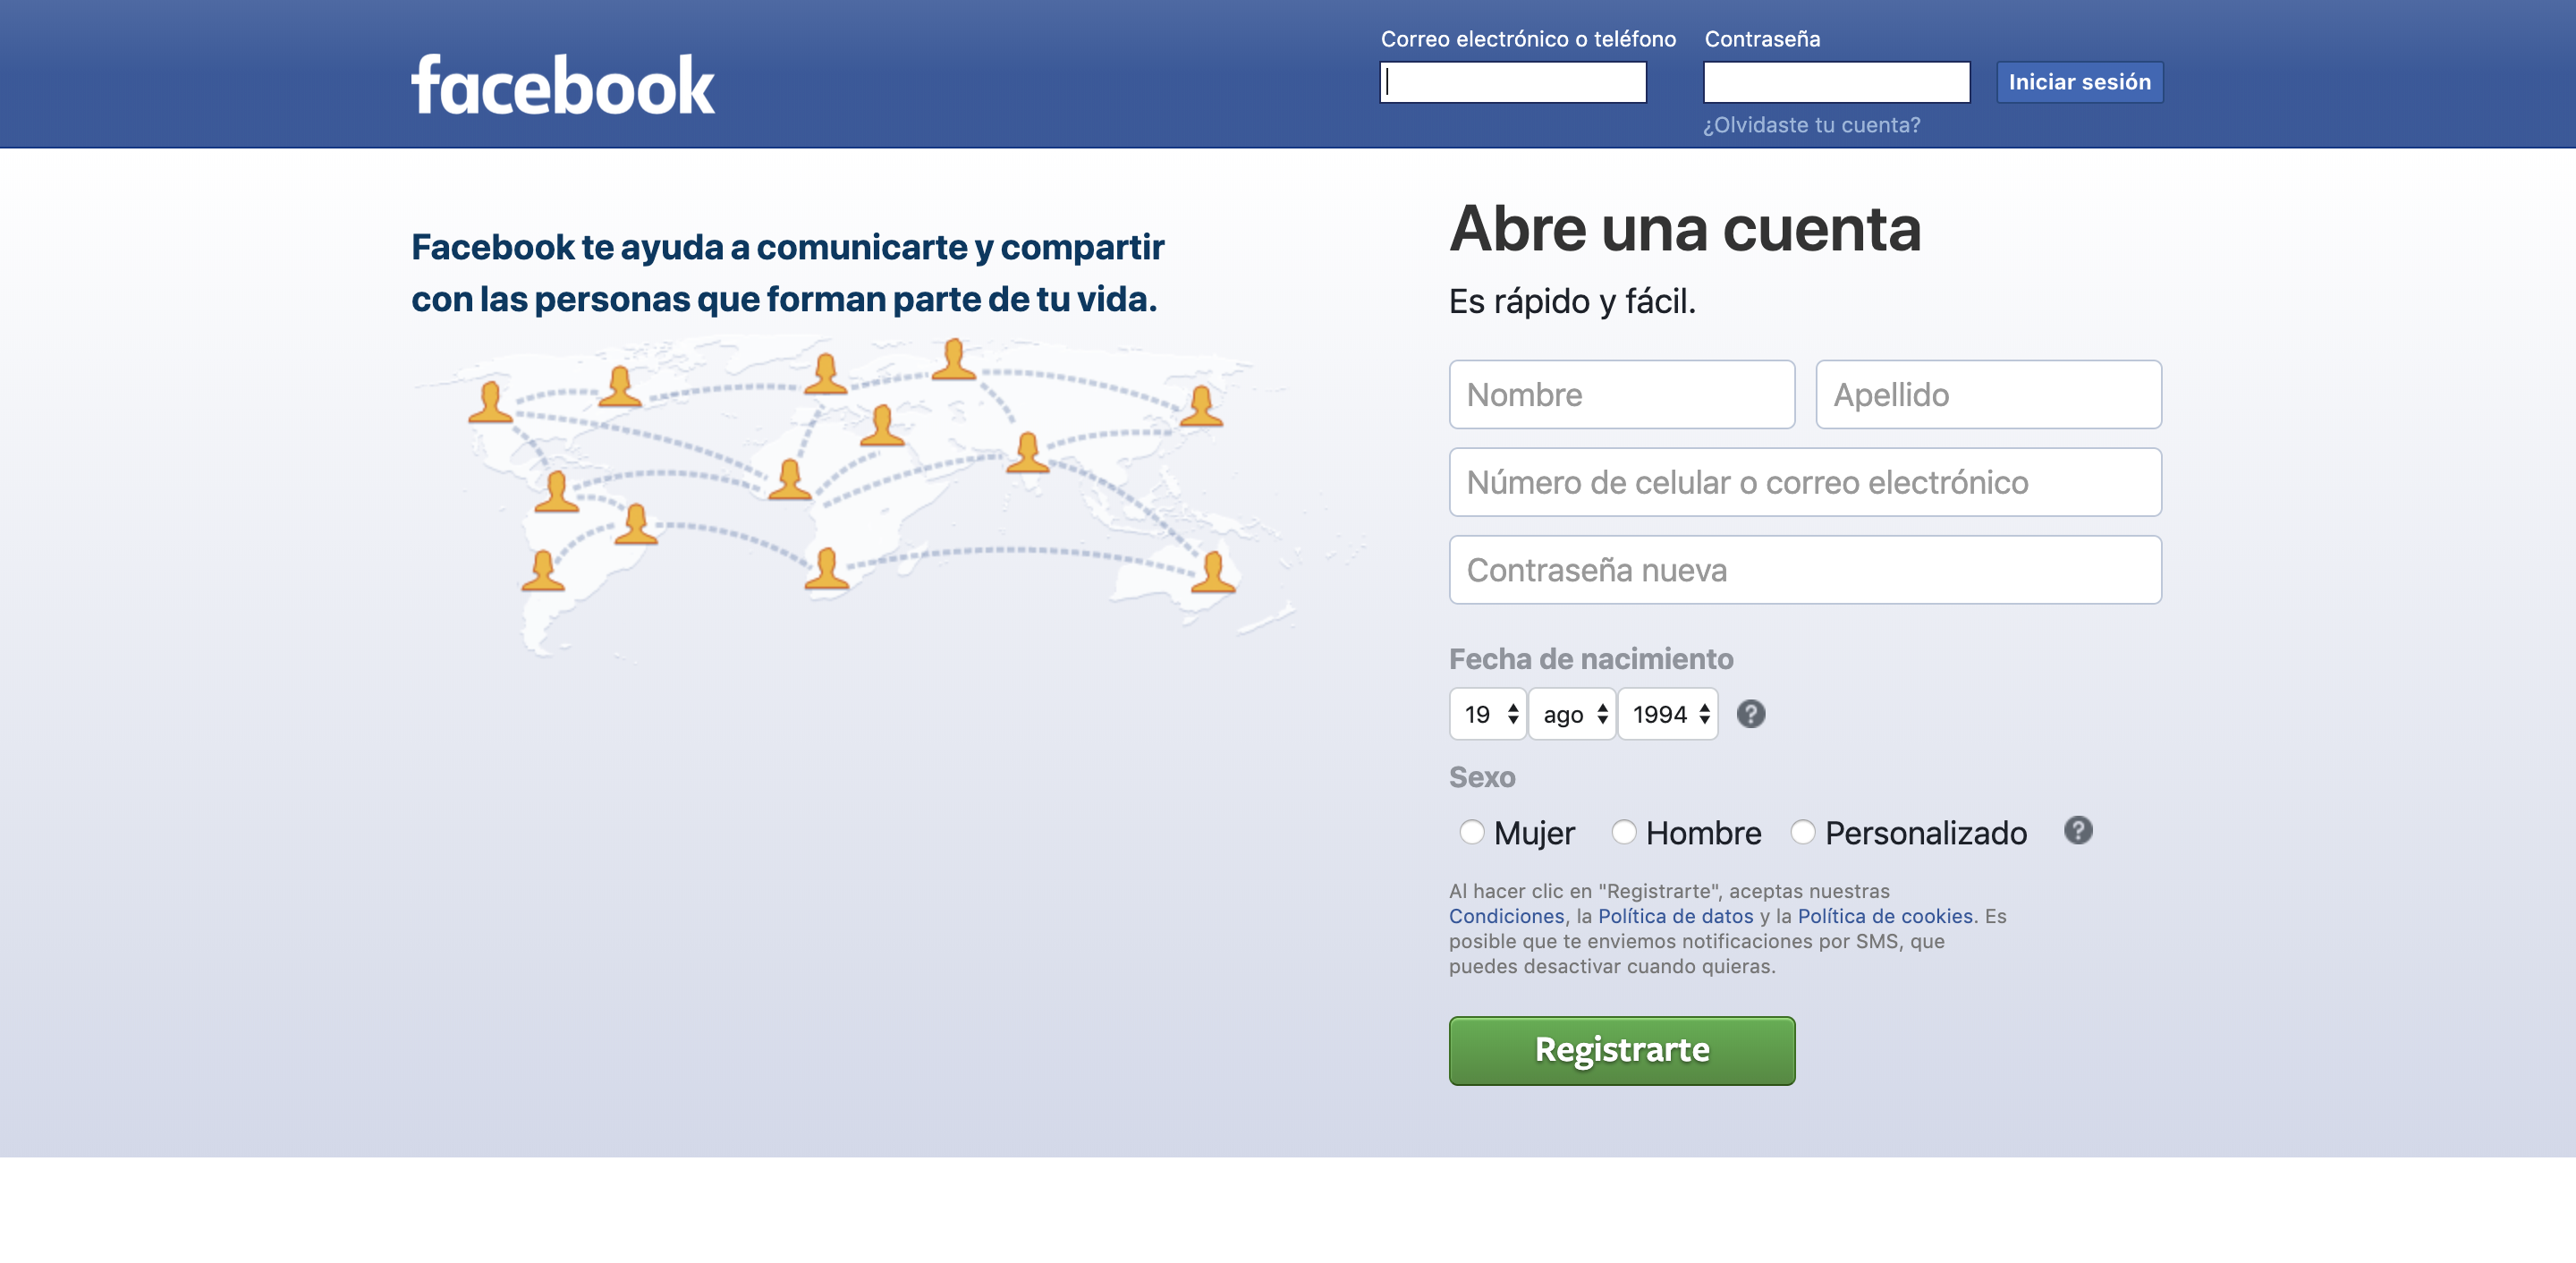 facebook
Correo electrónico o teléfono
Contraseña
Iniciar sesión
¿Olvidaste tu cuenta?
Facebook te ayuda a comunicarte y compartir
con las personas que forman parte de tu vida.
Abre una cuenta
Es rápido y fácil.
Nombre
Apellido
Número de celular o correo electrónico
Contraseña nueva
Fecha de nacimiento
19 ago 1994 ?
Sexo
Mujer Hombre Personalizado ?
Al hacer clic en "Registrarte", aceptas nuestras
Condiciones, la Política de datos y la Política de cookies. Es
posible que te enviemos notificaciones por SMS, que
puedes desactivar cuando quieras.
Registrarte